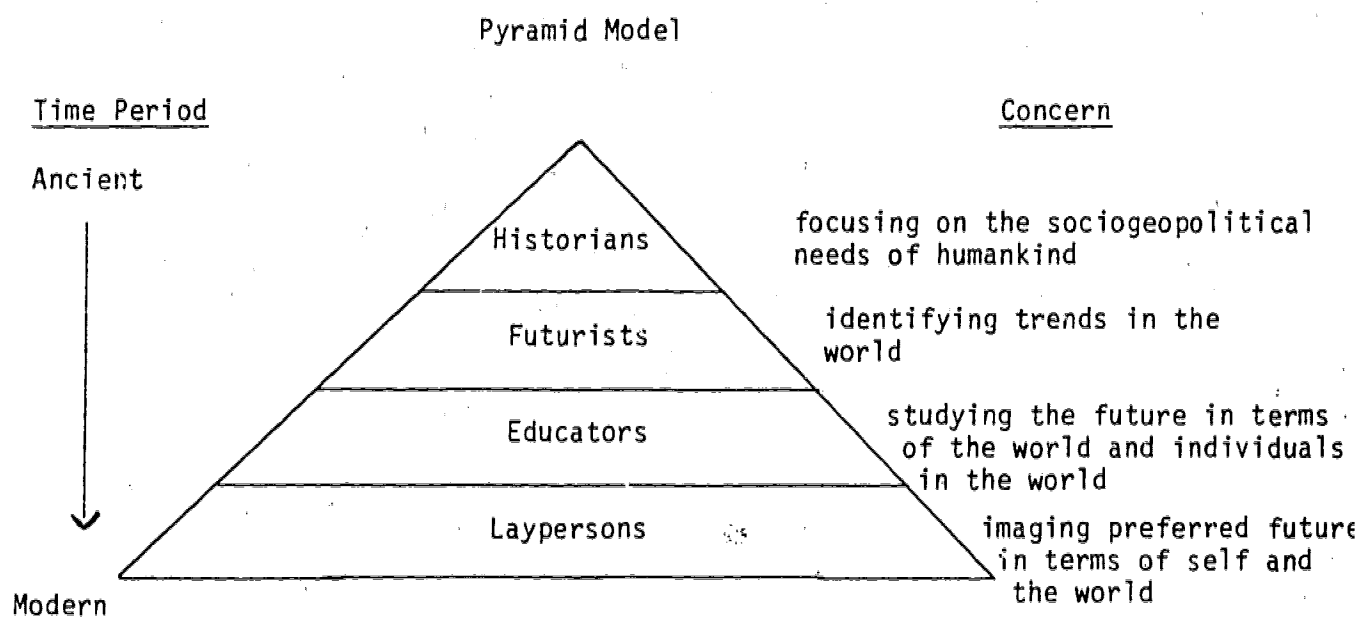 Pyramid Model
Time Period
Concern
Ancient
Historians
focusing on the sociogeopolitical
needs of humankind
Futurists
identifying trends in the
world
Educators
studying the future in terms
of the world and individuals
in the world
Laypersons
imaging preferred future
in terms of self and
the world
Modern